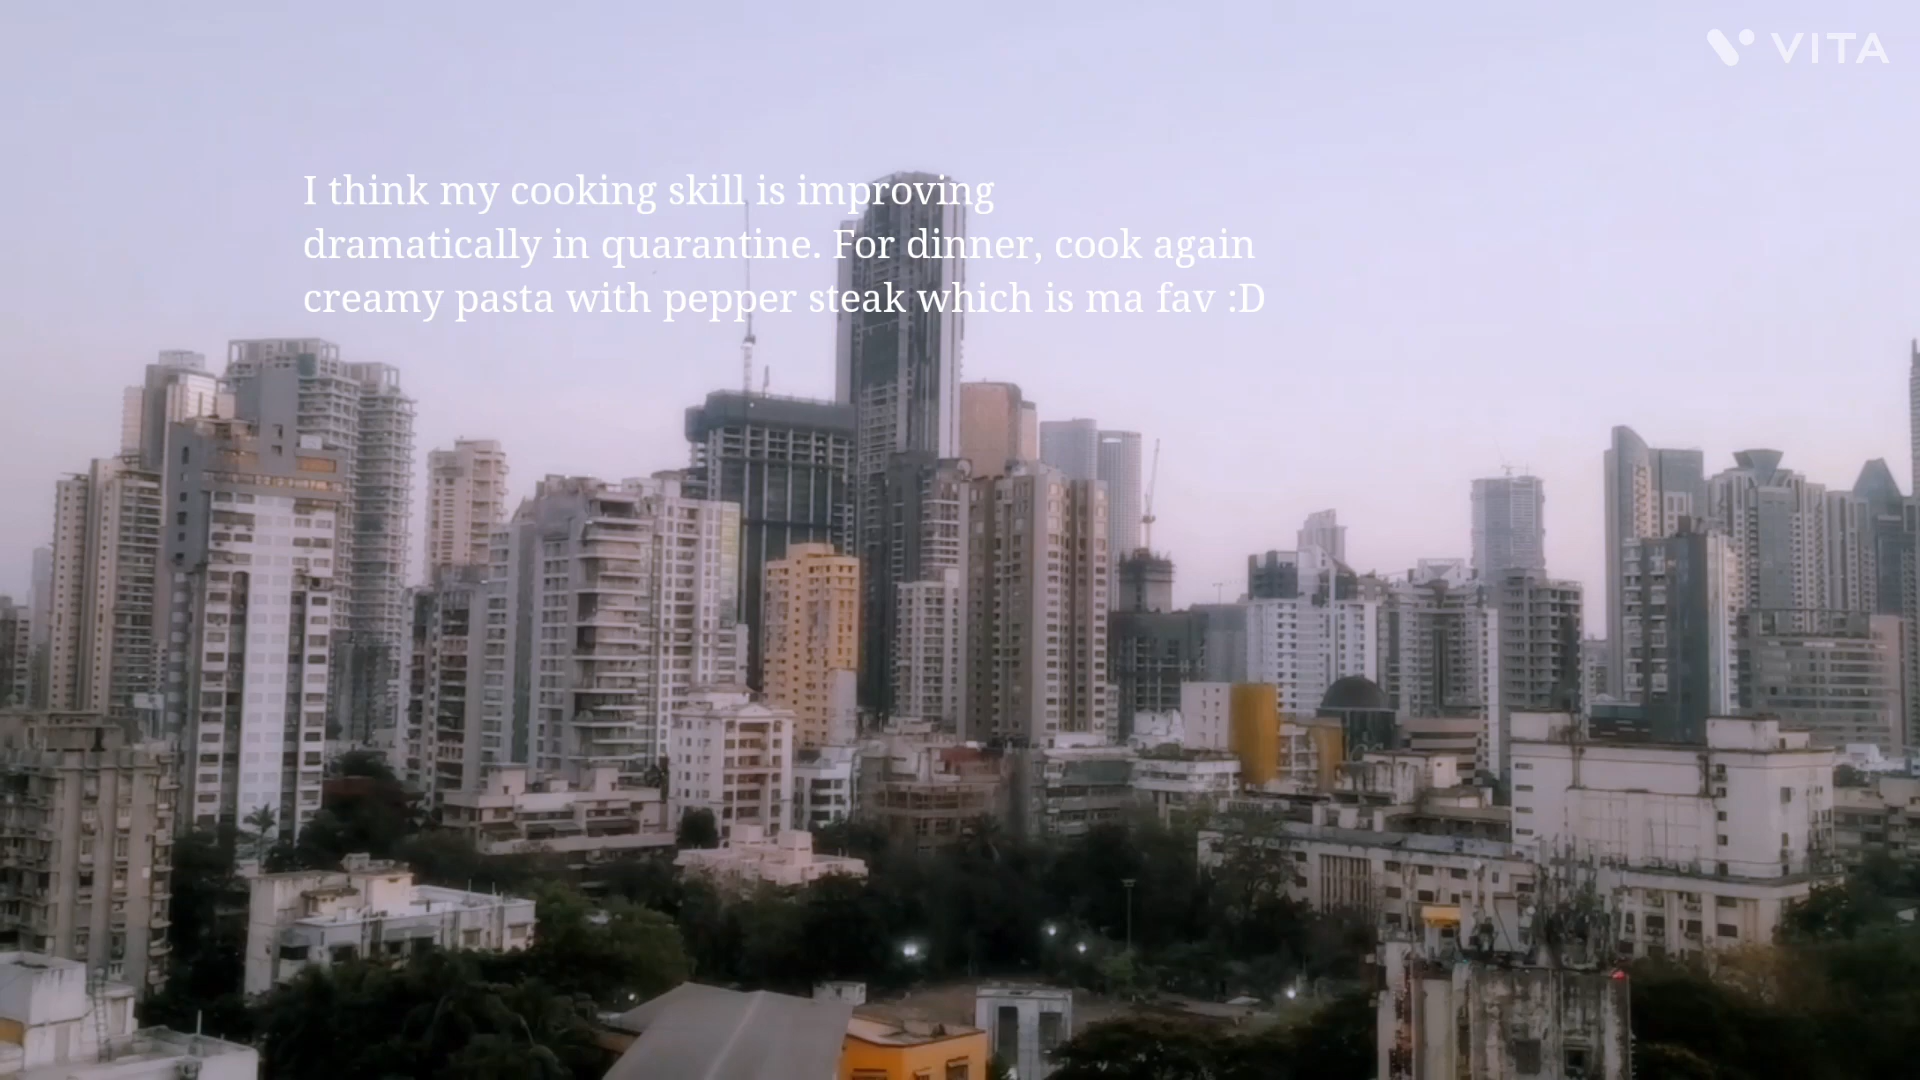 VITA
I think my cooking skill is improving
dramatically in quarantine. For dinner, cook again
creamy pasta with pepper steak which is ma fav :D